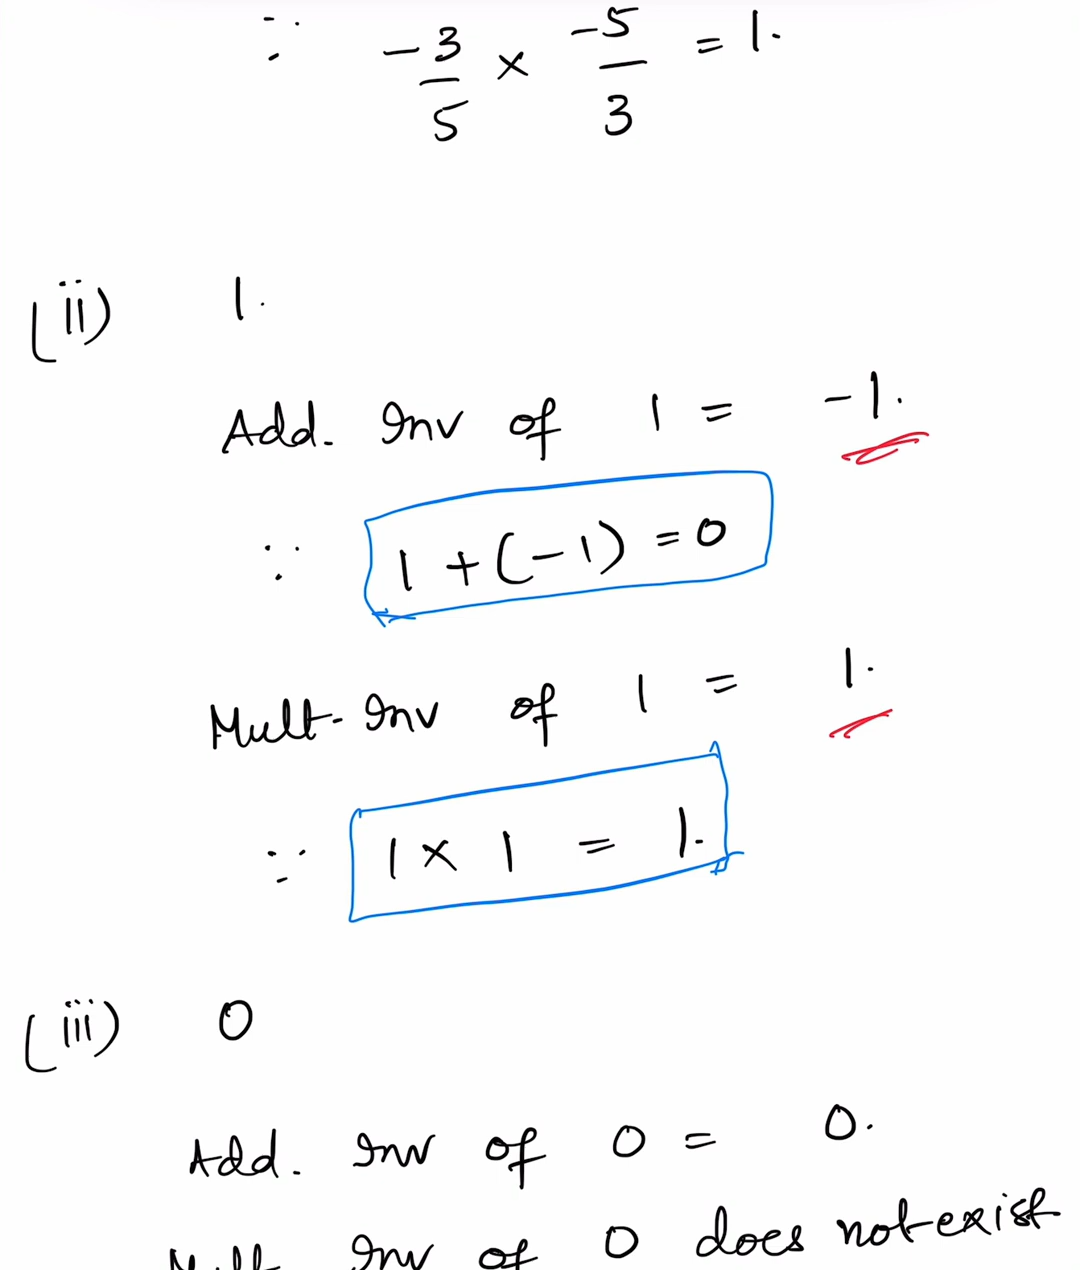 ∵ -3/5 × -5/3 = 1.
(ii) 1.
Add. Inv of 1 = -1.
∵ 1 + (-1) = 0
Mult. Inv of 1 = 1.
∵ 1 × 1 = 1.
(iii) 0
Add. Inv of 0 = 0.
Mult. Inv of 0 does not exist